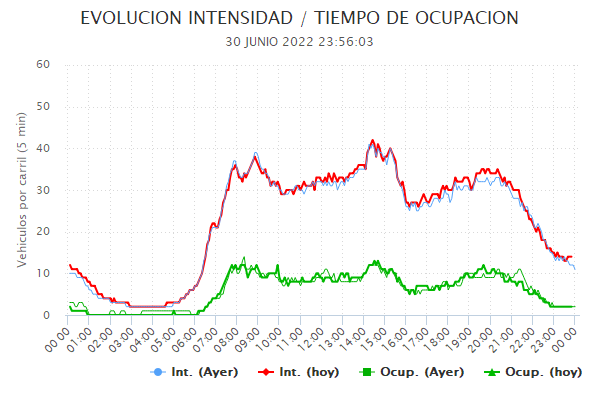 EVOLUCION INTENSIDAD / TIEMPO DE OCUPACION
30 JUNIO 2022 23:56:03
Vehiculos por carril (5 min)
60
50
40
30
20
10
0
00:00 01:00 02:00 03:00 04:00 05:00 06:00 07:00 08:00 09:00 10:00 11:00 12:00 13:00 14:00 15:00 16:00 17:00 18:00 19:00 20:00 21:00 22:00 23:00 00:00
Int. (Ayer) Int. (hoy) Ocup. (Ayer) Ocup. (hoy)